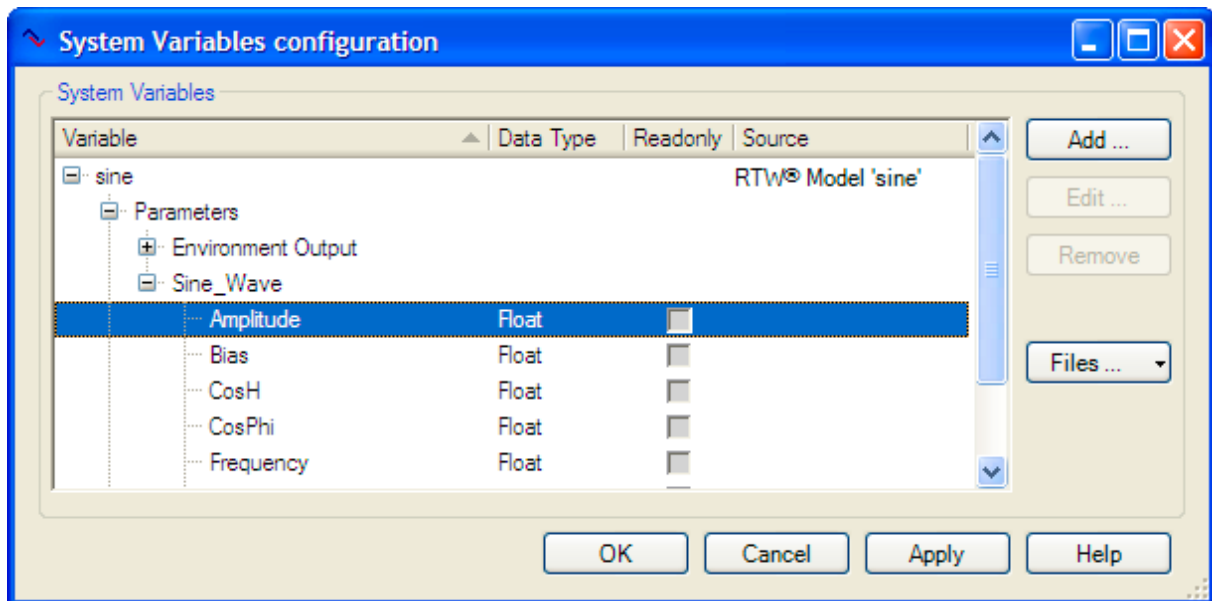 System Variables configuration
System Variables
Variable Data Type Readonly Source
sine RTW® Model 'sine'
Parameters
Environment Output
Sine_Wave
Amplitude Float
Bias Float
CosH Float
CosPhi Float
Frequency Float
Add ...
Edit ...
Remove
Files ...
OK Cancel Apply Help